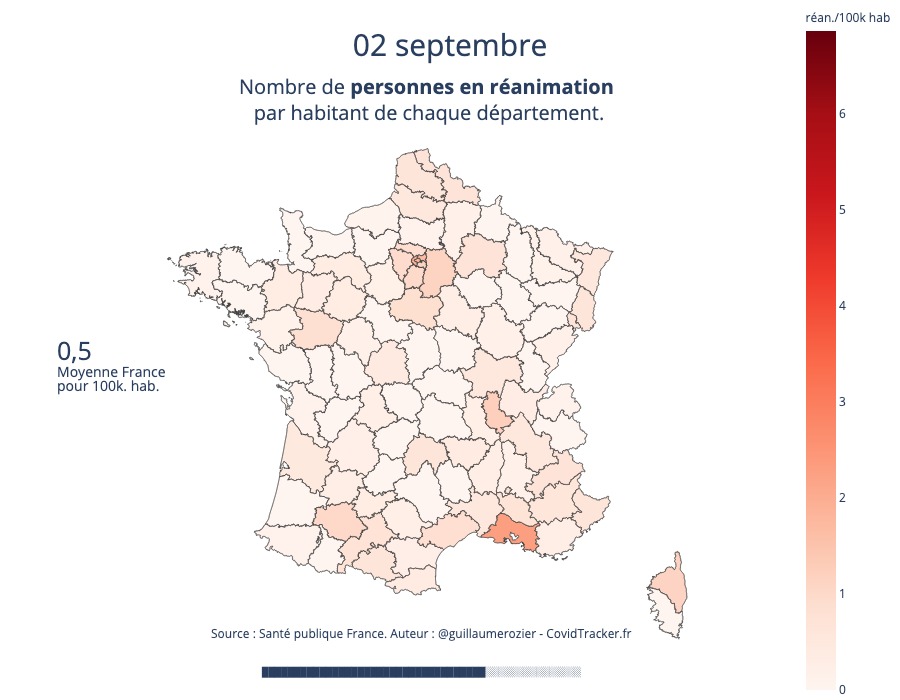 réan./100k hab
02 septembre
Nombre de personnes en réanimation
par habitant de chaque département.
6
5
4
3
2
1
0
0,5
Moyenne France
pour 100k. hab.
Source : Santé publique France. Auteur : @guillaumerozier - CovidTracker.fr